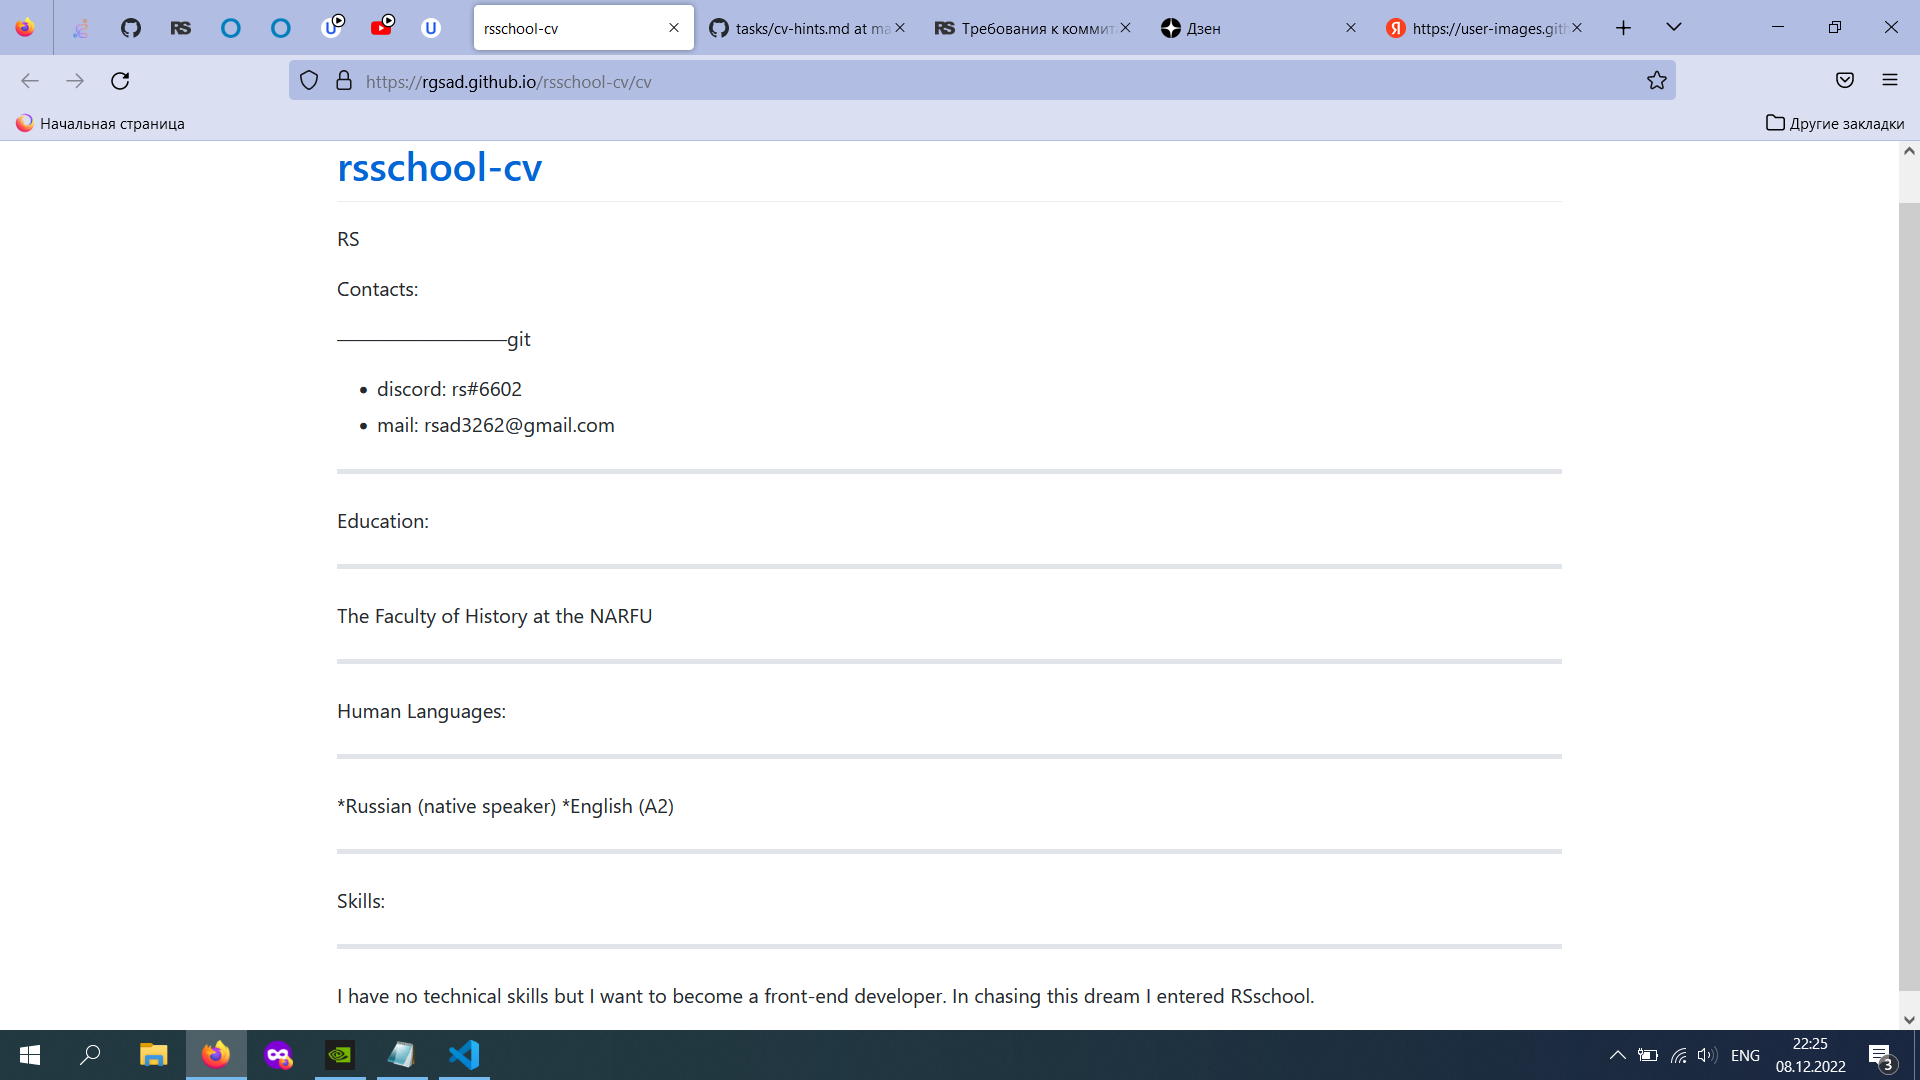 rsschool-cv
tasks/cv-hints.md at ma
RS Требования к коммит
Дзен
Я https://user-images.gith
https://rgsad.github.io/rsschool-cv/cv
Начальная страница
Другие закладки
rsschool-cv
RS
Contacts:
—————————git
• discord: rs#6602
• mail: rsad3262@gmail.com
Education:
The Faculty of History at the NARFU
Human Languages:
*Russian (native speaker) *English (A2)
Skills:
I have no technical skills but I want to become a front-end developer. In chasing this dream I entered RSschool.
ENG
22:25
08.12.2022
3